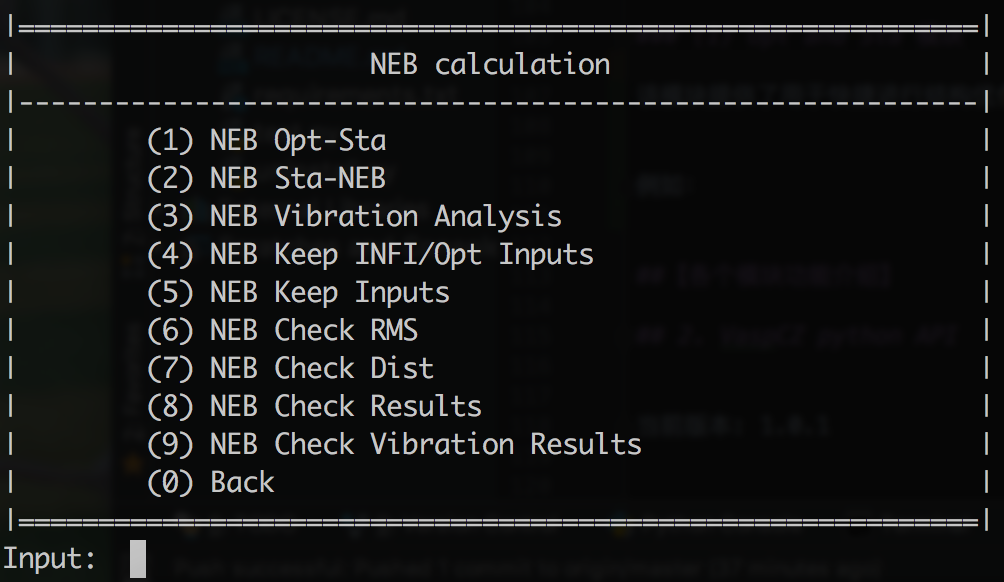 |============================================================|
| NEB calculation |
|------------------------------------------------------------|
| (1) NEB Opt-Sta |
| (2) NEB Sta-NEB |
| (3) NEB Vibration Analysis |
| (4) NEB Keep INFI/Opt Inputs |
| (5) NEB Keep Inputs |
| (6) NEB Check RMS |
| (7) NEB Check Dist |
| (8) NEB Check Results |
| (9) NEB Check Vibration Results |
| (0) Back |
|============================================================|
Input: